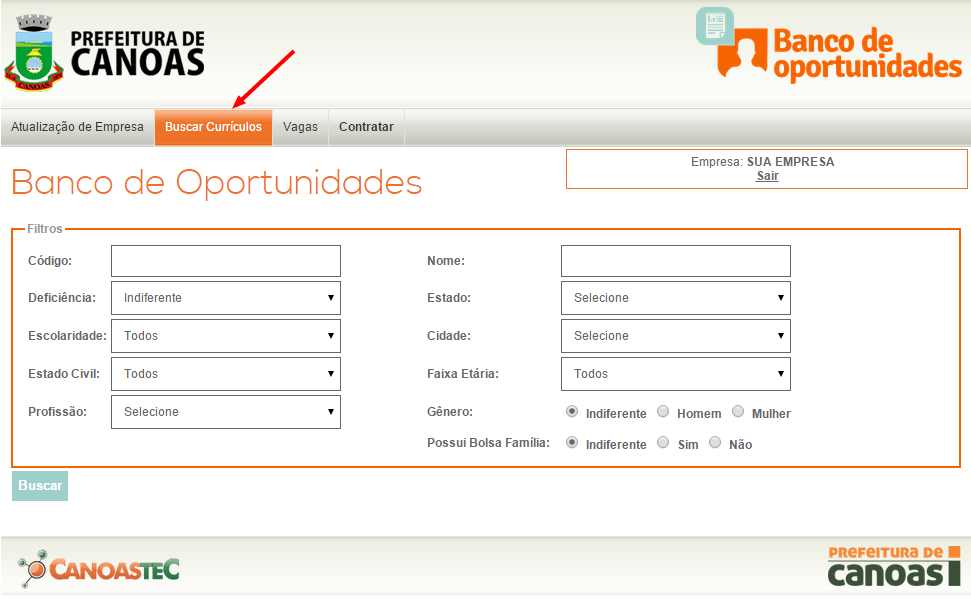 PREFEITURA DE
CANOAS
CANOAS
Banco de
oportunidades
Atualização de Empresa Buscar Currículos Vagas Contratar
Empresa: SUA EMPRESA
Sair
Banco de Oportunidades
Filtros
Código: Nome:
Deficiência: Indiferente Estado: Selecione
Escolaridade: Todos Cidade: Selecione
Estado Civil: Todos Faixa Etária: Todos
Profissão: Selecione Gênero: Indiferente Homem Mulher
Possui Bolsa Família: Indiferente Sim Não
Buscar
CANOASTEC
PREFEITURA DE
canoas